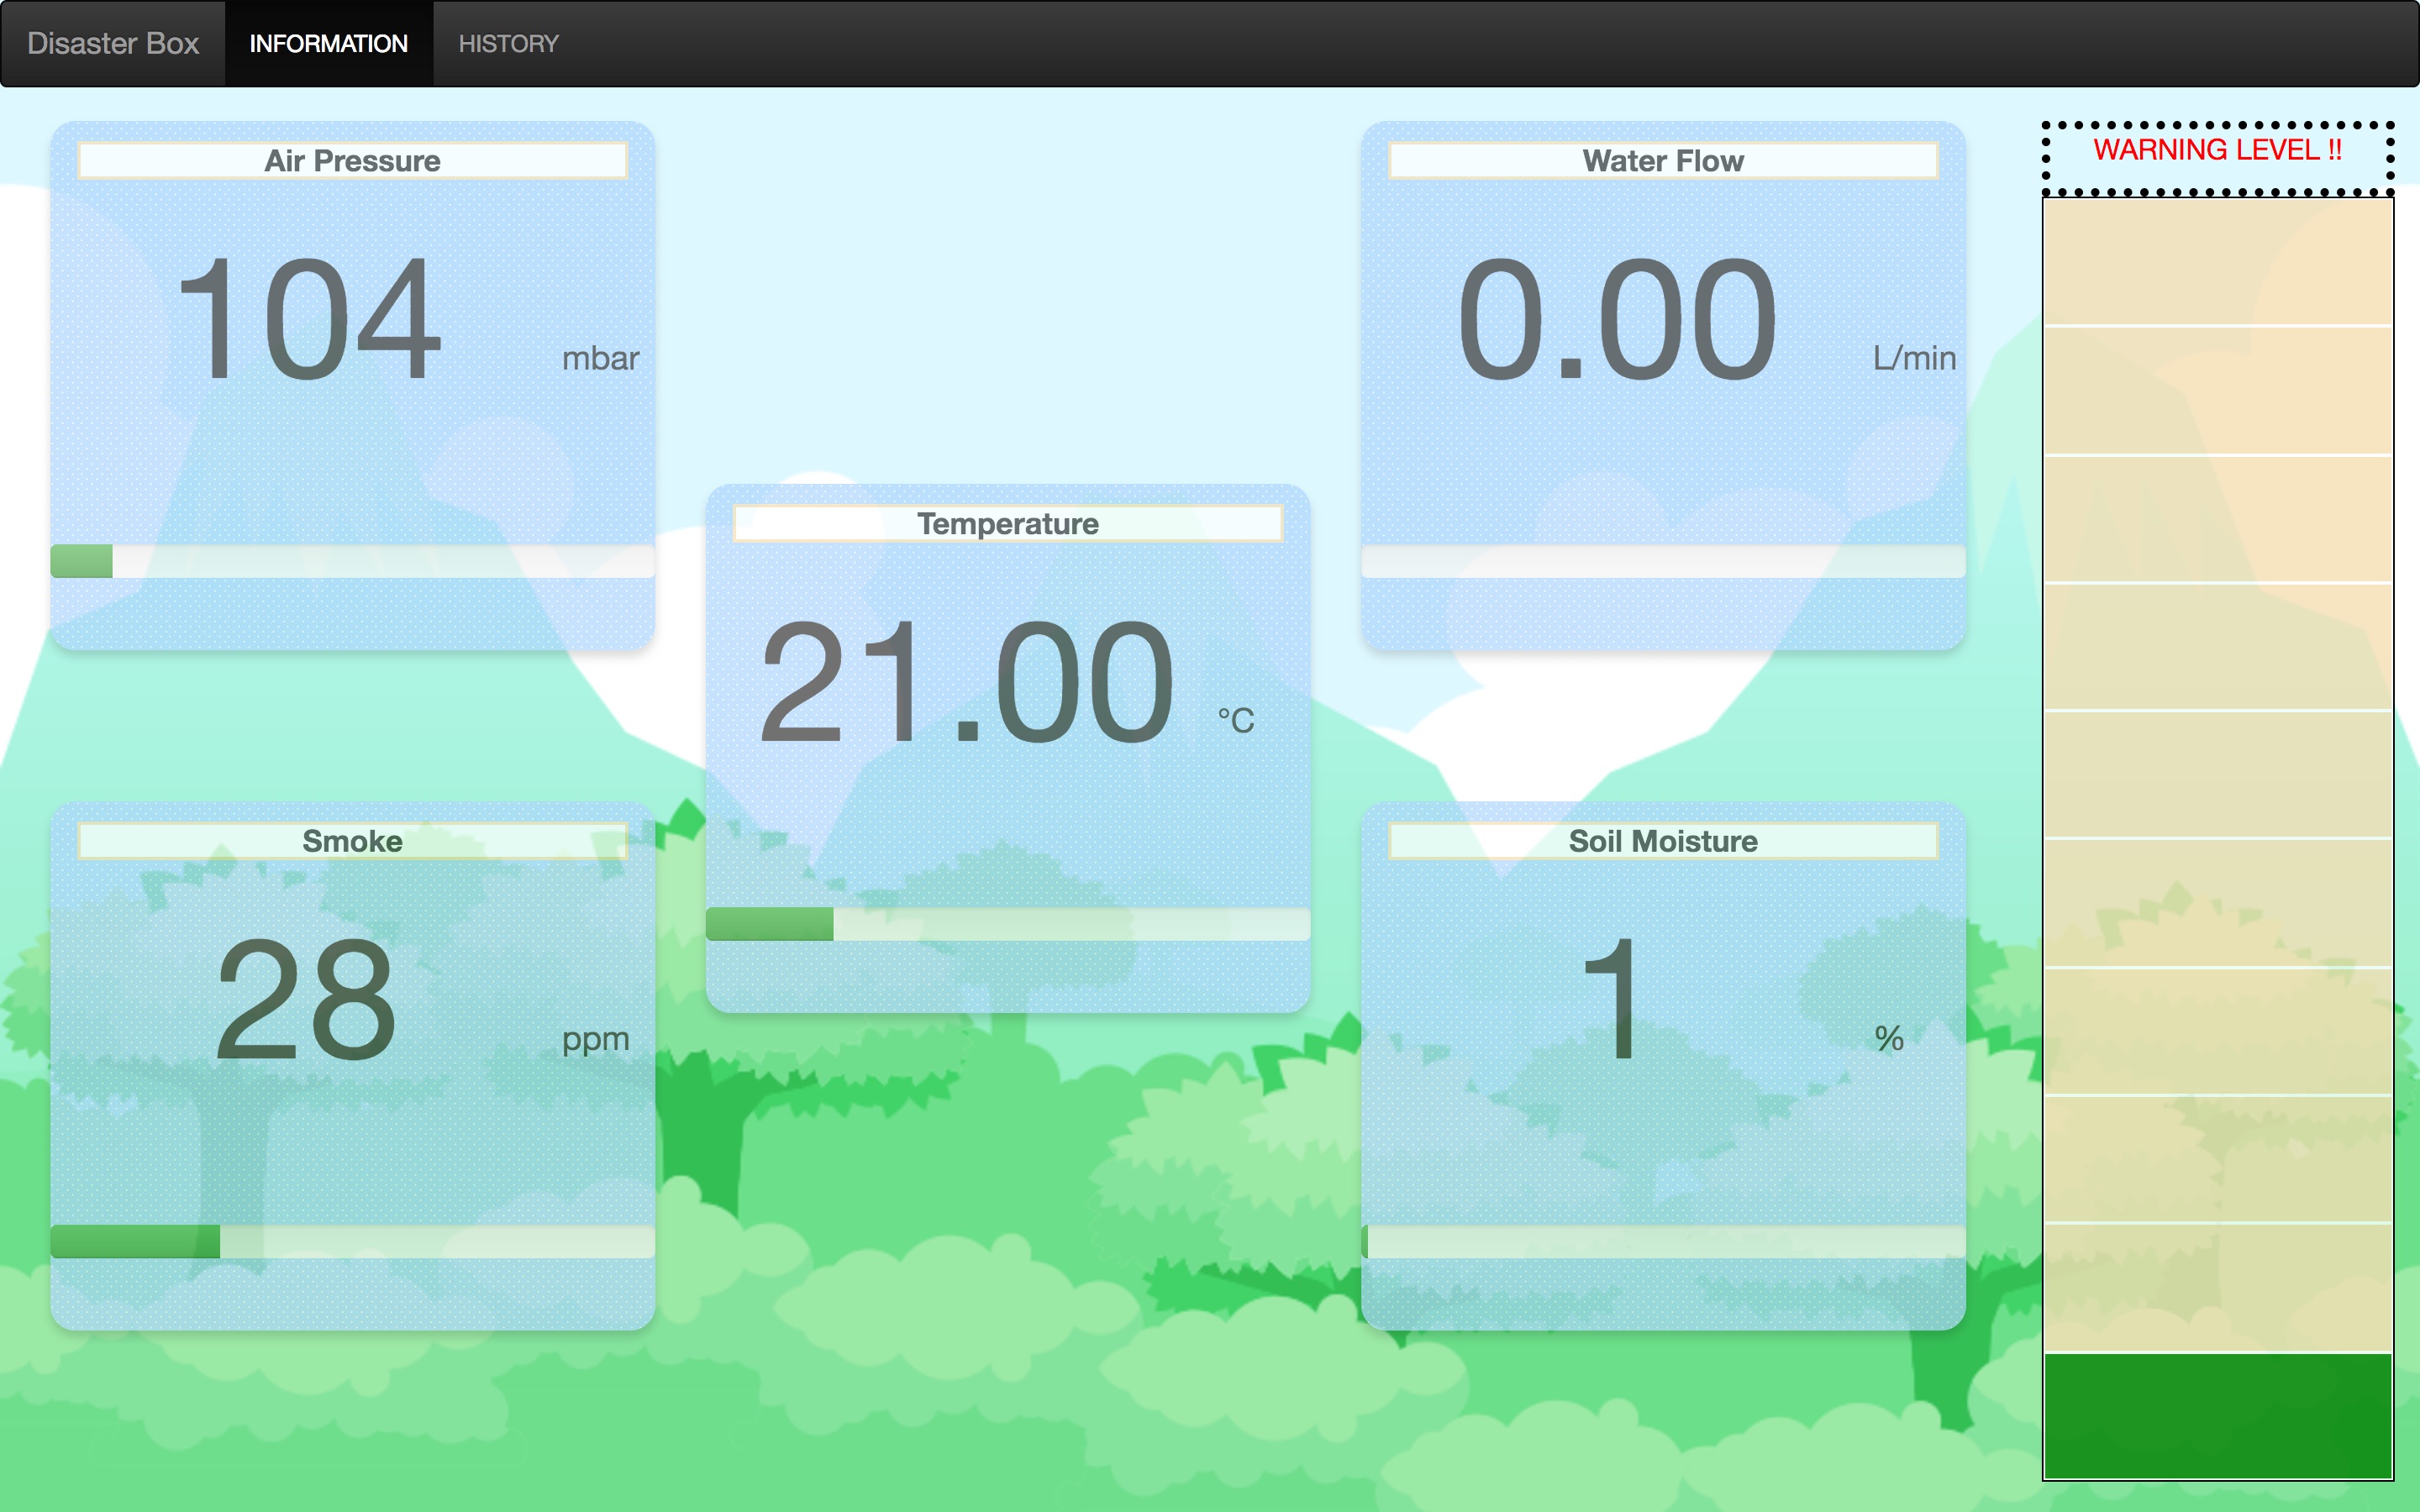 Disaster Box INFORMATION HISTORY
Air Pressure
104 mbar
Water Flow
0.00 L/min
WARNING LEVEL !!
Temperature
21.00 °C
Smoke
28 ppm
Soil Moisture
1 %